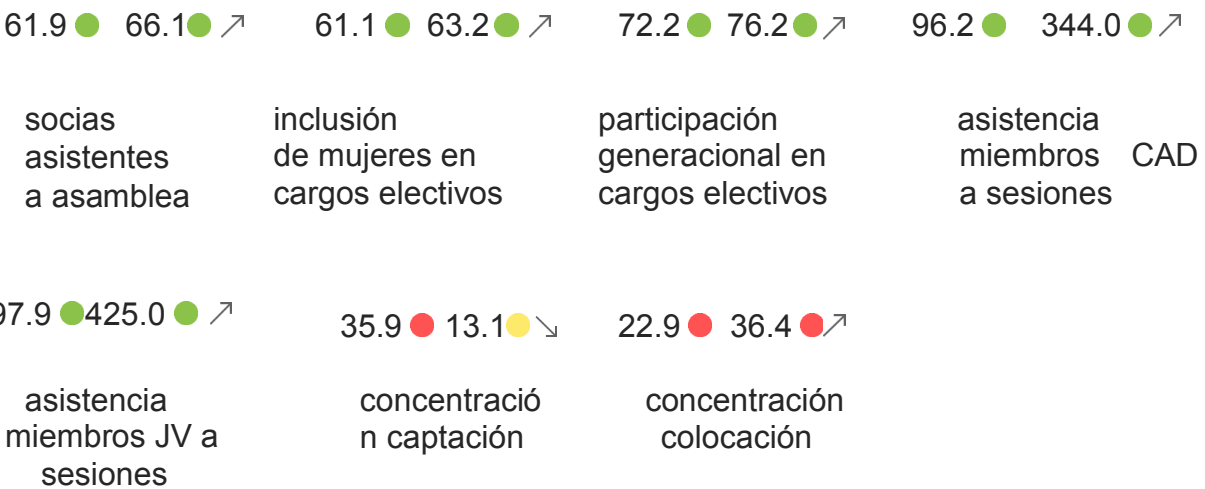 61.9 66.1 61.1 63.2 72.2 76.2 96.2 344.0
socias
asistentes
a asamblea
inclusión
de mujeres en
cargos electivos
participación
generacional en
cargos electivos
asistencia
miembros CAD
a sesiones
97.9 425.0 35.9 13.1 22.9 36.4
asistencia
miembros JV a
sesiones
concentració
n captación
concentración
colocación